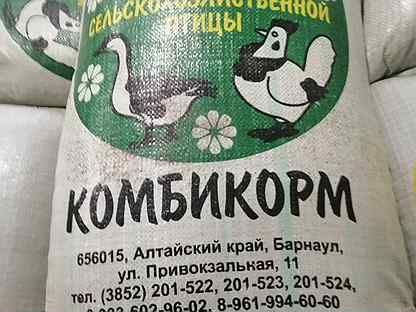 СЕЛЬСКОХОЗЯЙСТВЕННОЙ
ПТИЦЫ
КОМБИКОРМ
656015, Алтайский край, Барнаул,
ул. Привокзальная, 11
тел. (3852) 201-522, 201-523, 201-524,
8-961-994-60-60